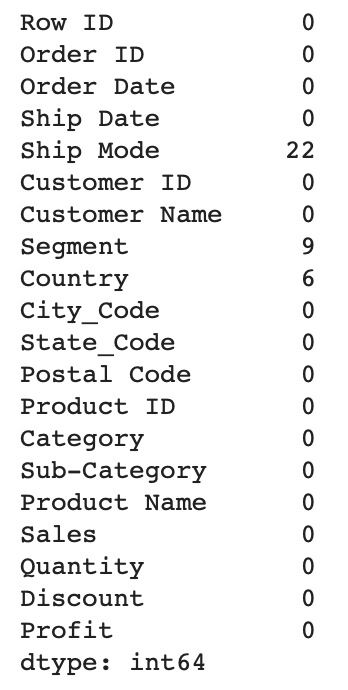 Row ID 0
Order ID 0
Order Date 0
Ship Date 0
Ship Mode 22
Customer ID 0
Customer Name 0
Segment 9
Country 6
City_Code 0
State_Code 0
Postal Code 0
Product ID 0
Category 0
Sub-Category 0
Product Name 0
Sales 0
Quantity 0
Discount 0
Profit 0
dtype: int64